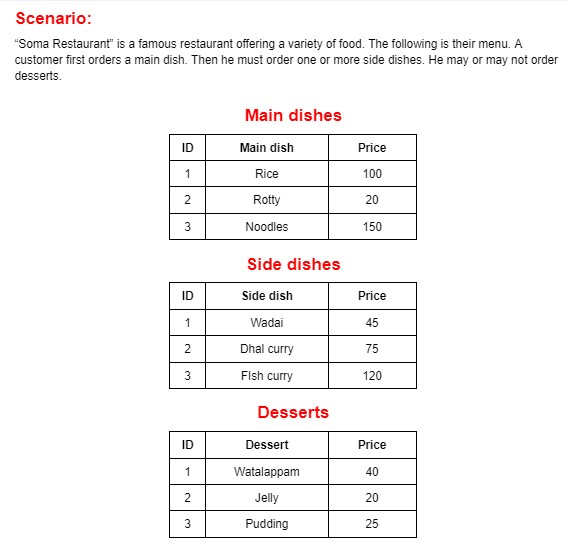 Scenario:
“Soma Restaurant” is a famous restaurant offering a variety of food. The following is their menu. A
customer first orders a main dish. Then he must order one or more side dishes. He may or may not order
desserts.
Main dishes
ID Main dish Price
1 Rice 100
2 Rotty 20
3 Noodles 150
Side dishes
ID Side dish Price
1 Wadai 45
2 Dhal curry 75
3 FIsh curry 120
Desserts
ID Dessert Price
1 Watalappam 40
2 Jelly 20
3 Pudding 25